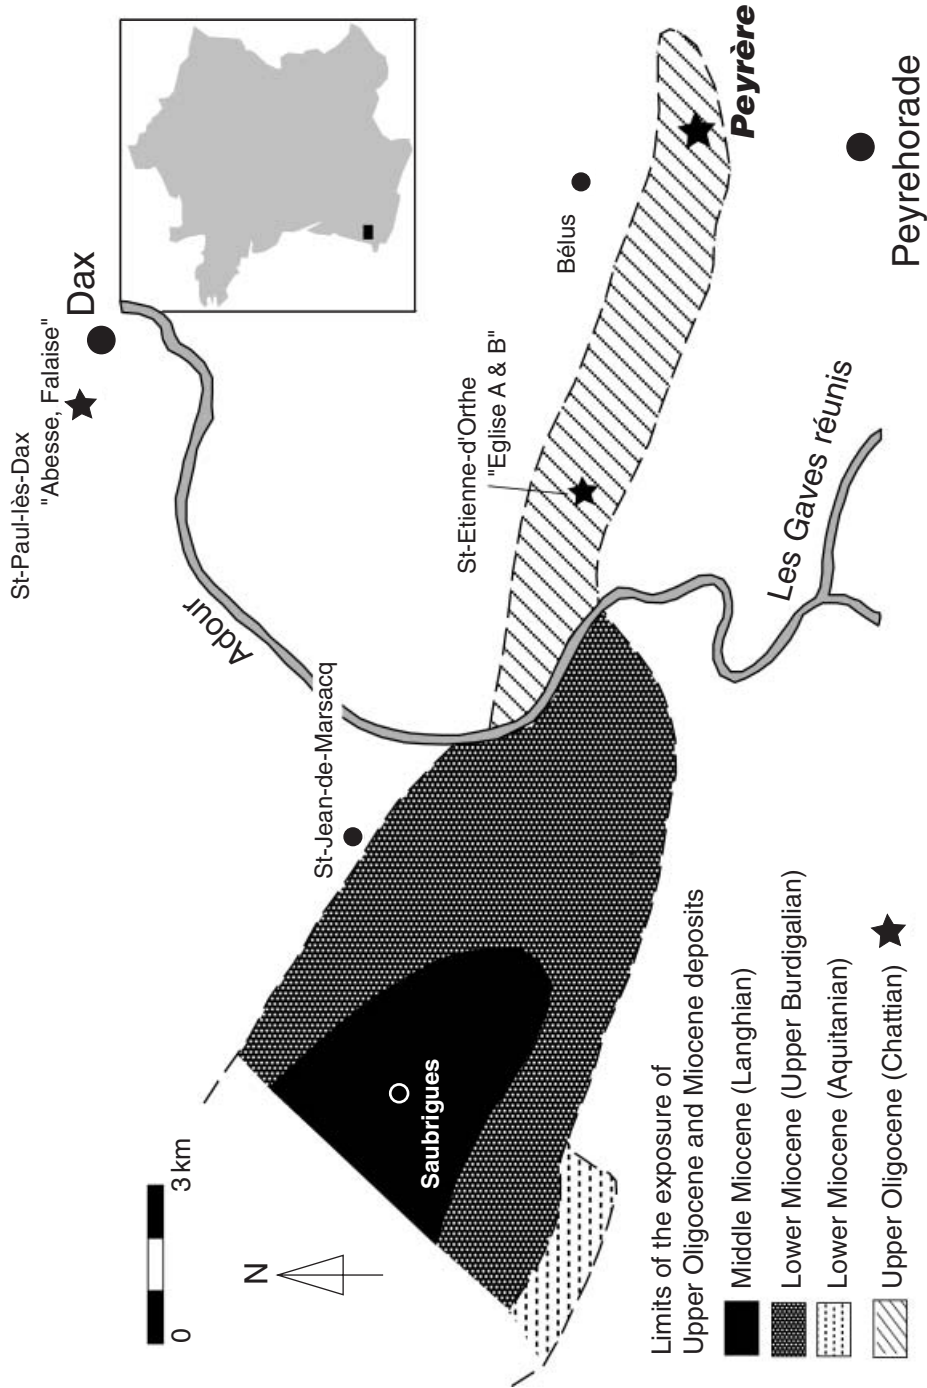 St-Paul-lès-Dax
"Abesse, Falaise"
Dax
Adour
St-Jean-de-Marsacq
St-Etienne-d'Orthe
"Eglise A & B"
Bélus
Peyrère
Peyrehorade
Les Gaves réunis
Saubrigues
0 3 km
N
Limits of the exposure of
Upper Oligocene and Miocene deposits
Middle Miocene (Langhian)
Lower Miocene (Upper Burdigalian)
Lower Miocene (Aquitanian)
Upper Oligocene (Chattian)